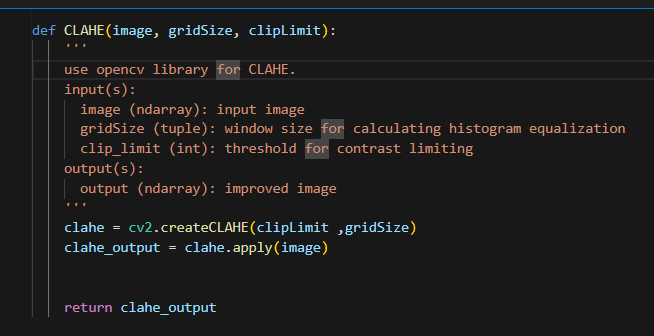 def CLAHE(image, gridSize, clipLimit):
'''
use opencv library for CLAHE.
input(s):
image (ndarray): input image
gridSize (tuple): window size for calculating histogram equalization
clip_limit (int): threshold for contrast limiting
output(s):
output (ndarray): improved image
'''
clahe = cv2.createCLAHE(clipLimit ,gridSize)
clahe_output = clahe.apply(image)
return clahe_output